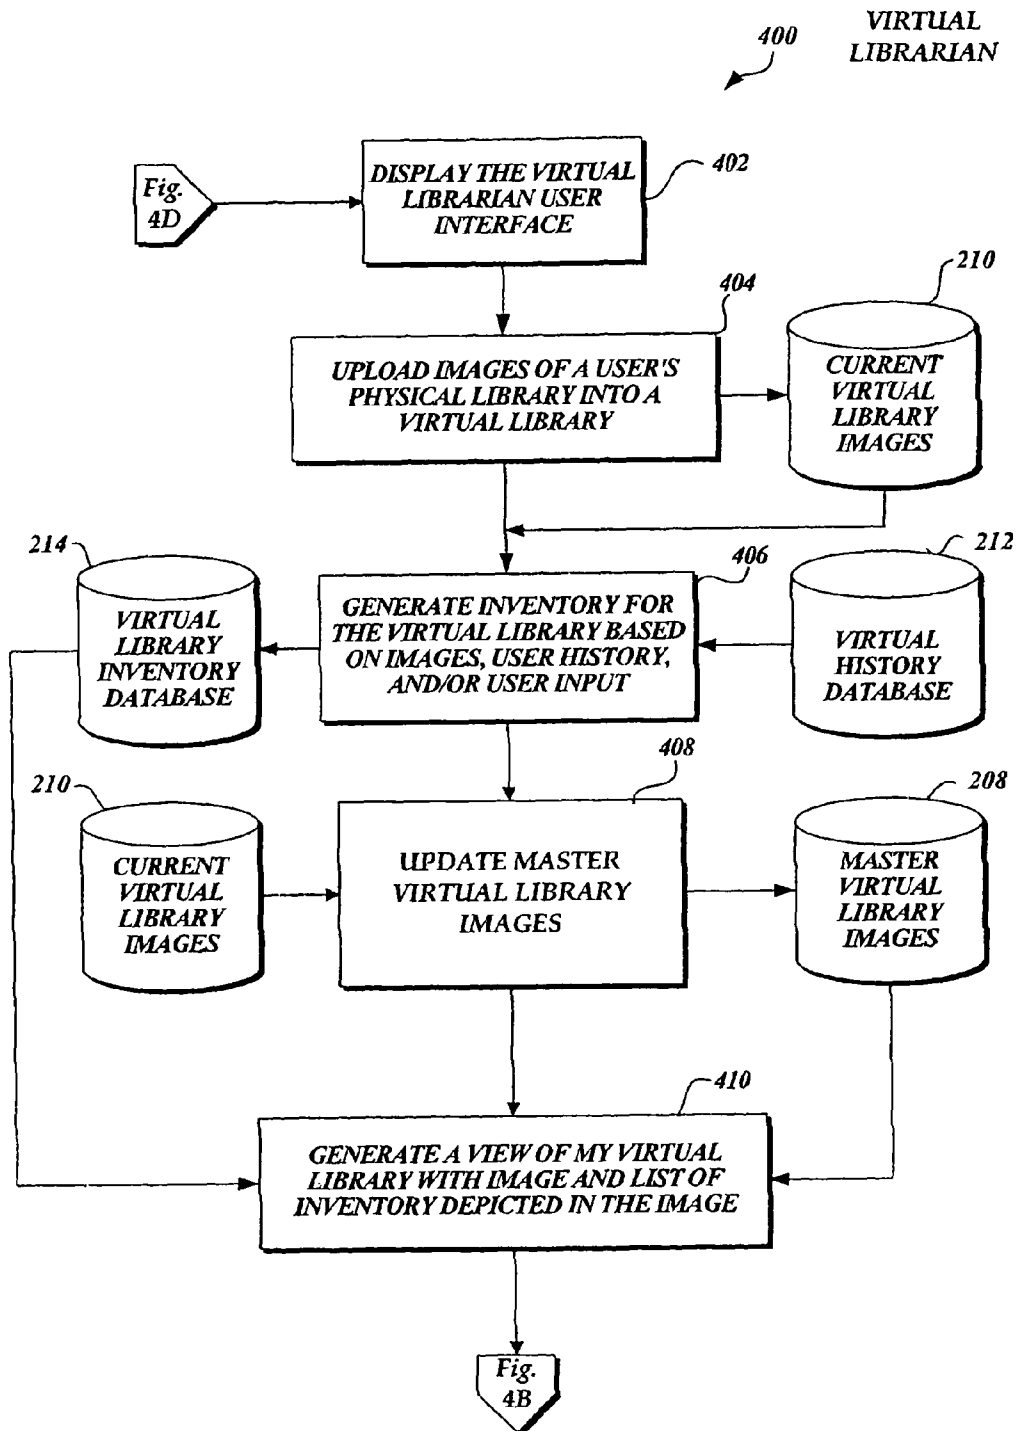 VIRTUAL
LIBRARIAN
400
Fig.
4D
DISPLAY THE VIRTUAL
LIBRARIAN USER
INTERFACE
402
404
UPLOAD IMAGES OF A USER'S
PHYSICAL LIBRARY INTO A
VIRTUAL LIBRARY
210
CURRENT
VIRTUAL
LIBRARY
IMAGES
214
VIRTUAL
LIBRARY
INVENTORY
DATABASE
406
GENERATE INVENTORY FOR
THE VIRTUAL LIBRARY BASED
ON IMAGES, USER HISTORY,
AND/OR USER INPUT
212
VIRTUAL
HISTORY
DATABASE
210
CURRENT
VIRTUAL
LIBRARY
IMAGES
408
UPDATE MASTER
VIRTUAL LIBRARY
IMAGES
208
MASTER
VIRTUAL
LIBRARY
IMAGES
410
GENERATE A VIEW OF MY VIRTUAL
LIBRARY WITH IMAGE AND LIST OF
INVENTORY DEPICTED IN THE IMAGE
Fig.
4B